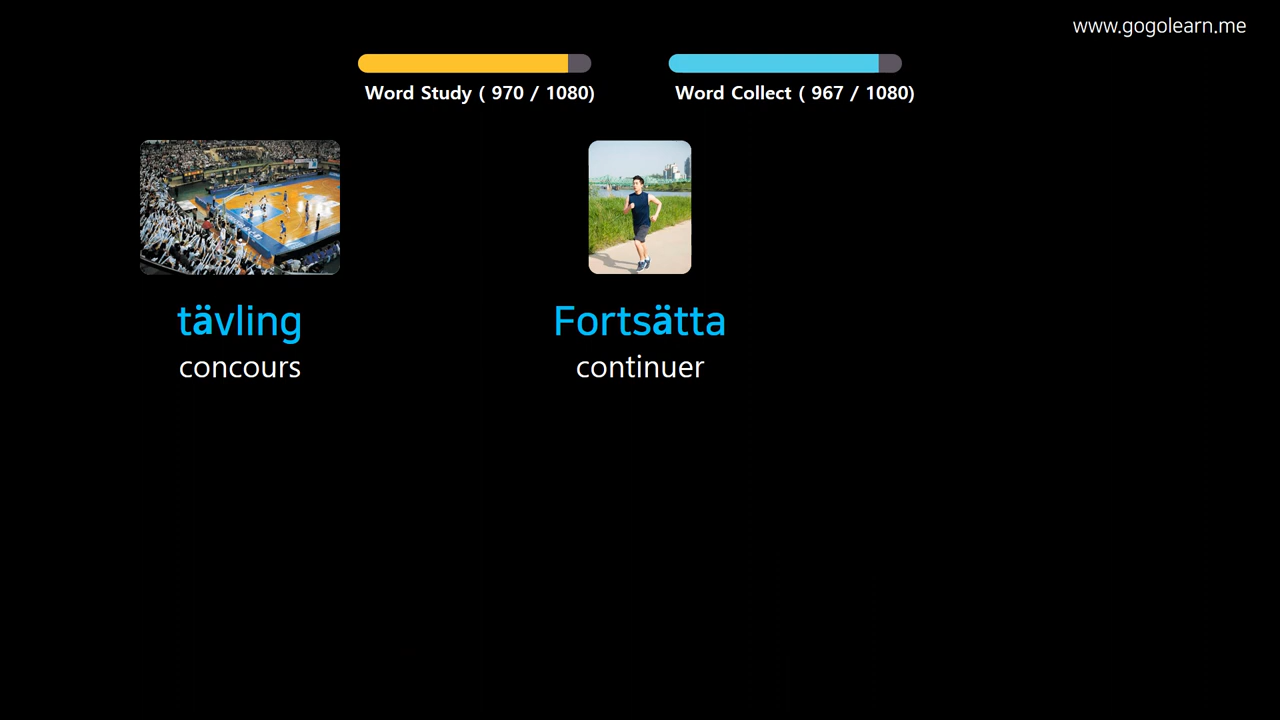 www.gogolearn.me
Word Study ( 970 / 1080)
Word Collect ( 967 / 1080)
tävling
concours
Fortsätta
continuer